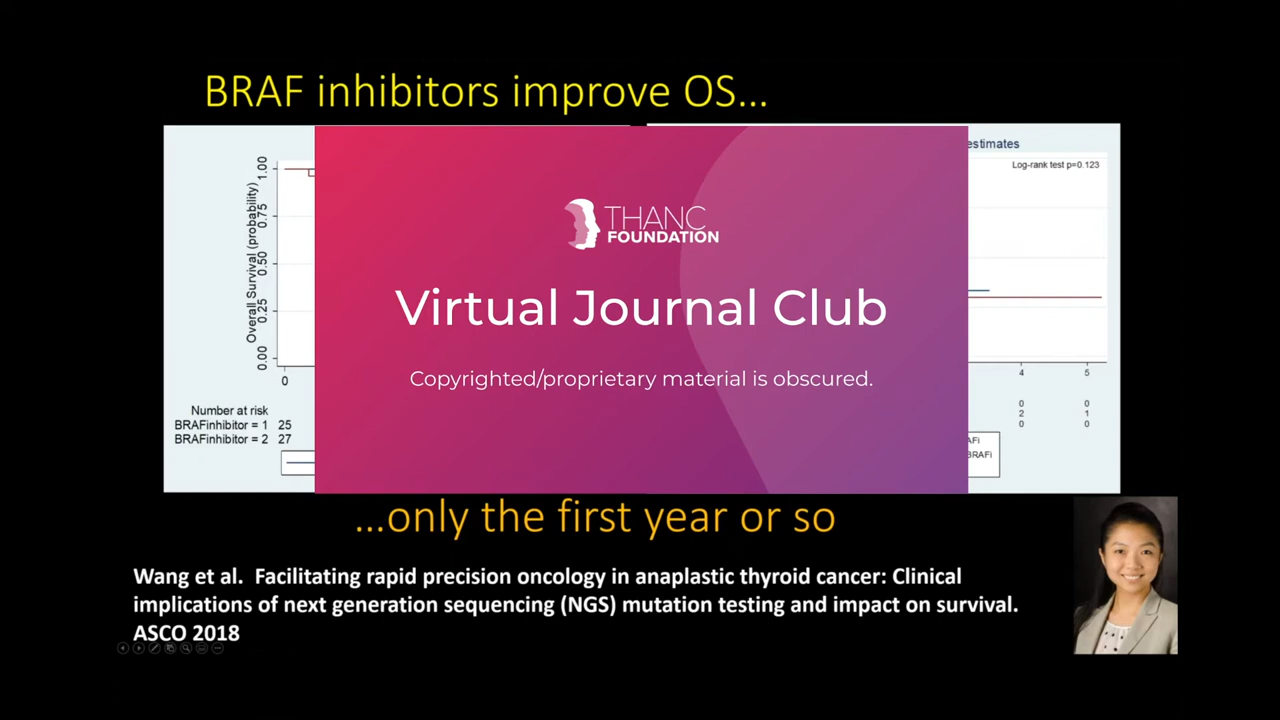 BRAF inhibitors improve OS...
estimates
Log-rank test p=0.123
THANC
FOUNDATION
Virtual Journal Club
Copyrighted/proprietary material is obscured.
Overall Survival (probability)
0.00 0.25 0.50 0.75 1.00
0
4 5
Number at risk
BRAFinhibitor = 1 25
BRAFinhibitor = 2 27
0 0
2 1
0 0
AFi
BRAFi
...only the first year or so
Wang et al. Facilitating rapid precision oncology in anaplastic thyroid cancer: Clinical
implications of next generation sequencing (NGS) mutation testing and impact on survival.
ASCO 2018